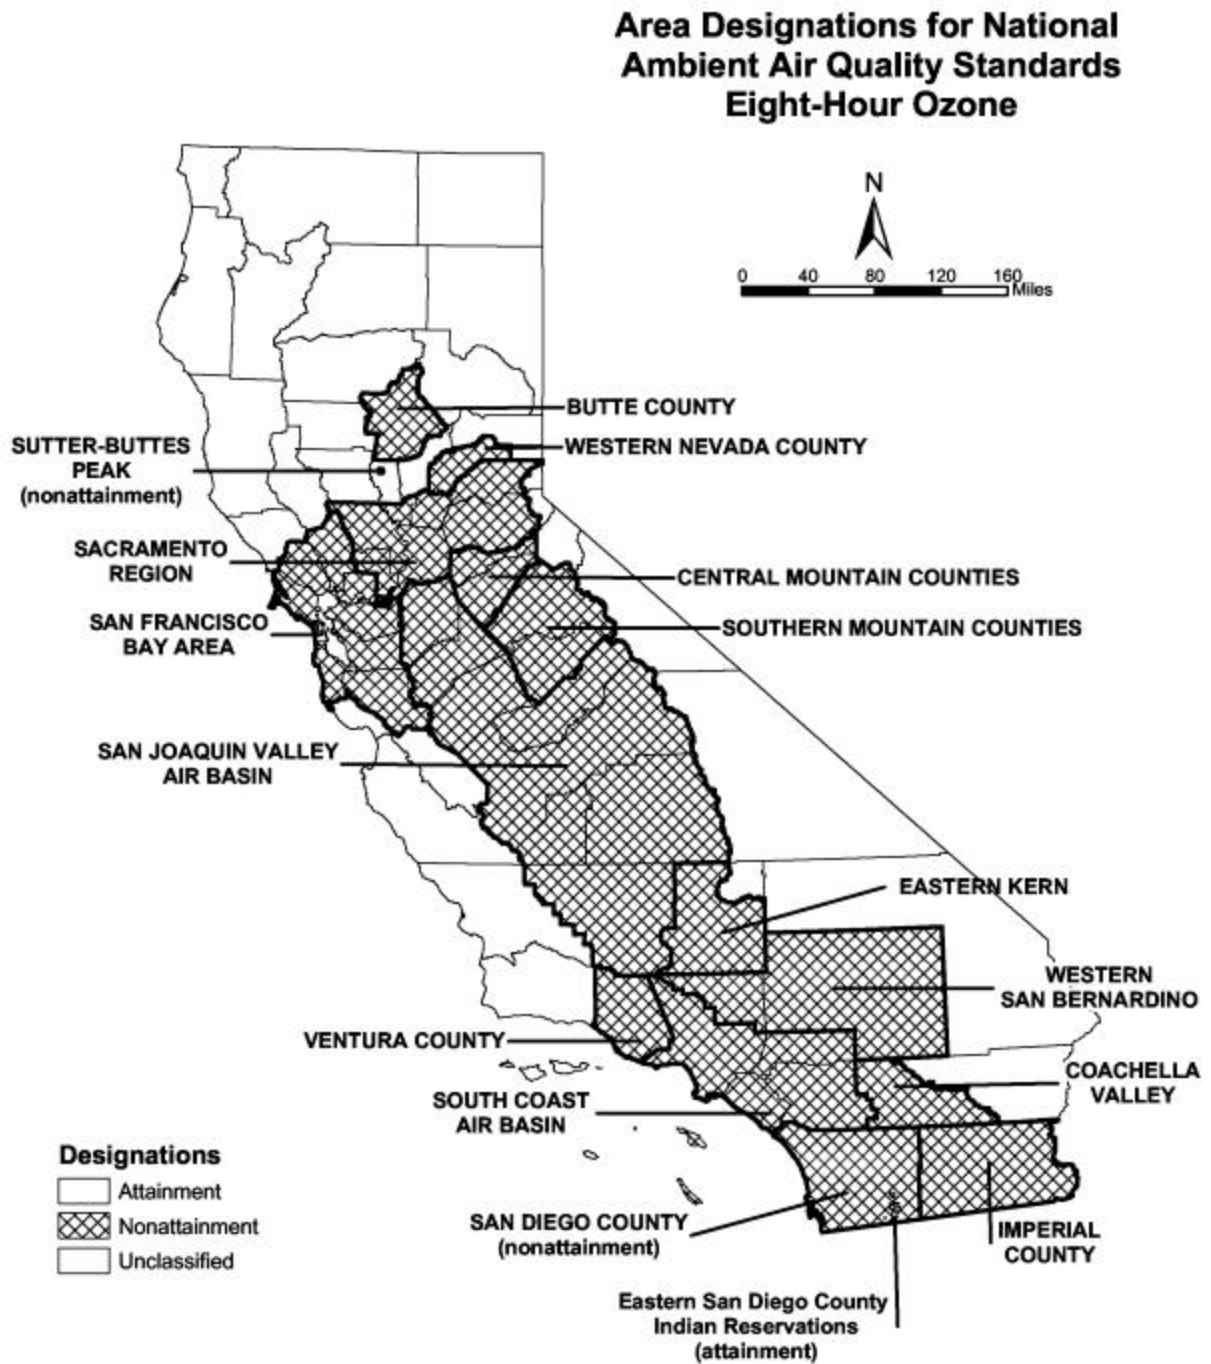 Area Designations for National
Ambient Air Quality Standards
Eight-Hour Ozone
N
0 40 80 120 160
Miles
BUTTE COUNTY
WESTERN NEVADA COUNTY
SUTTER-BUTTES
PEAK
(nonattainment)
SACRAMENTO
REGION
CENTRAL MOUNTAIN COUNTIES
SAN FRANCISCO
BAY AREA
SOUTHERN MOUNTAIN COUNTIES
SAN JOAQUIN VALLEY
AIR BASIN
EASTERN KERN
WESTERN
SAN BERNARDINO
VENTURA COUNTY
COACHELLA
VALLEY
SOUTH COAST
AIR BASIN
Designations
Attainment
Nonattainment
Unclassified
SAN DIEGO COUNTY
(nonattainment)
IMPERIAL
COUNTY
Eastern San Diego County
Indian Reservations
(attainment)